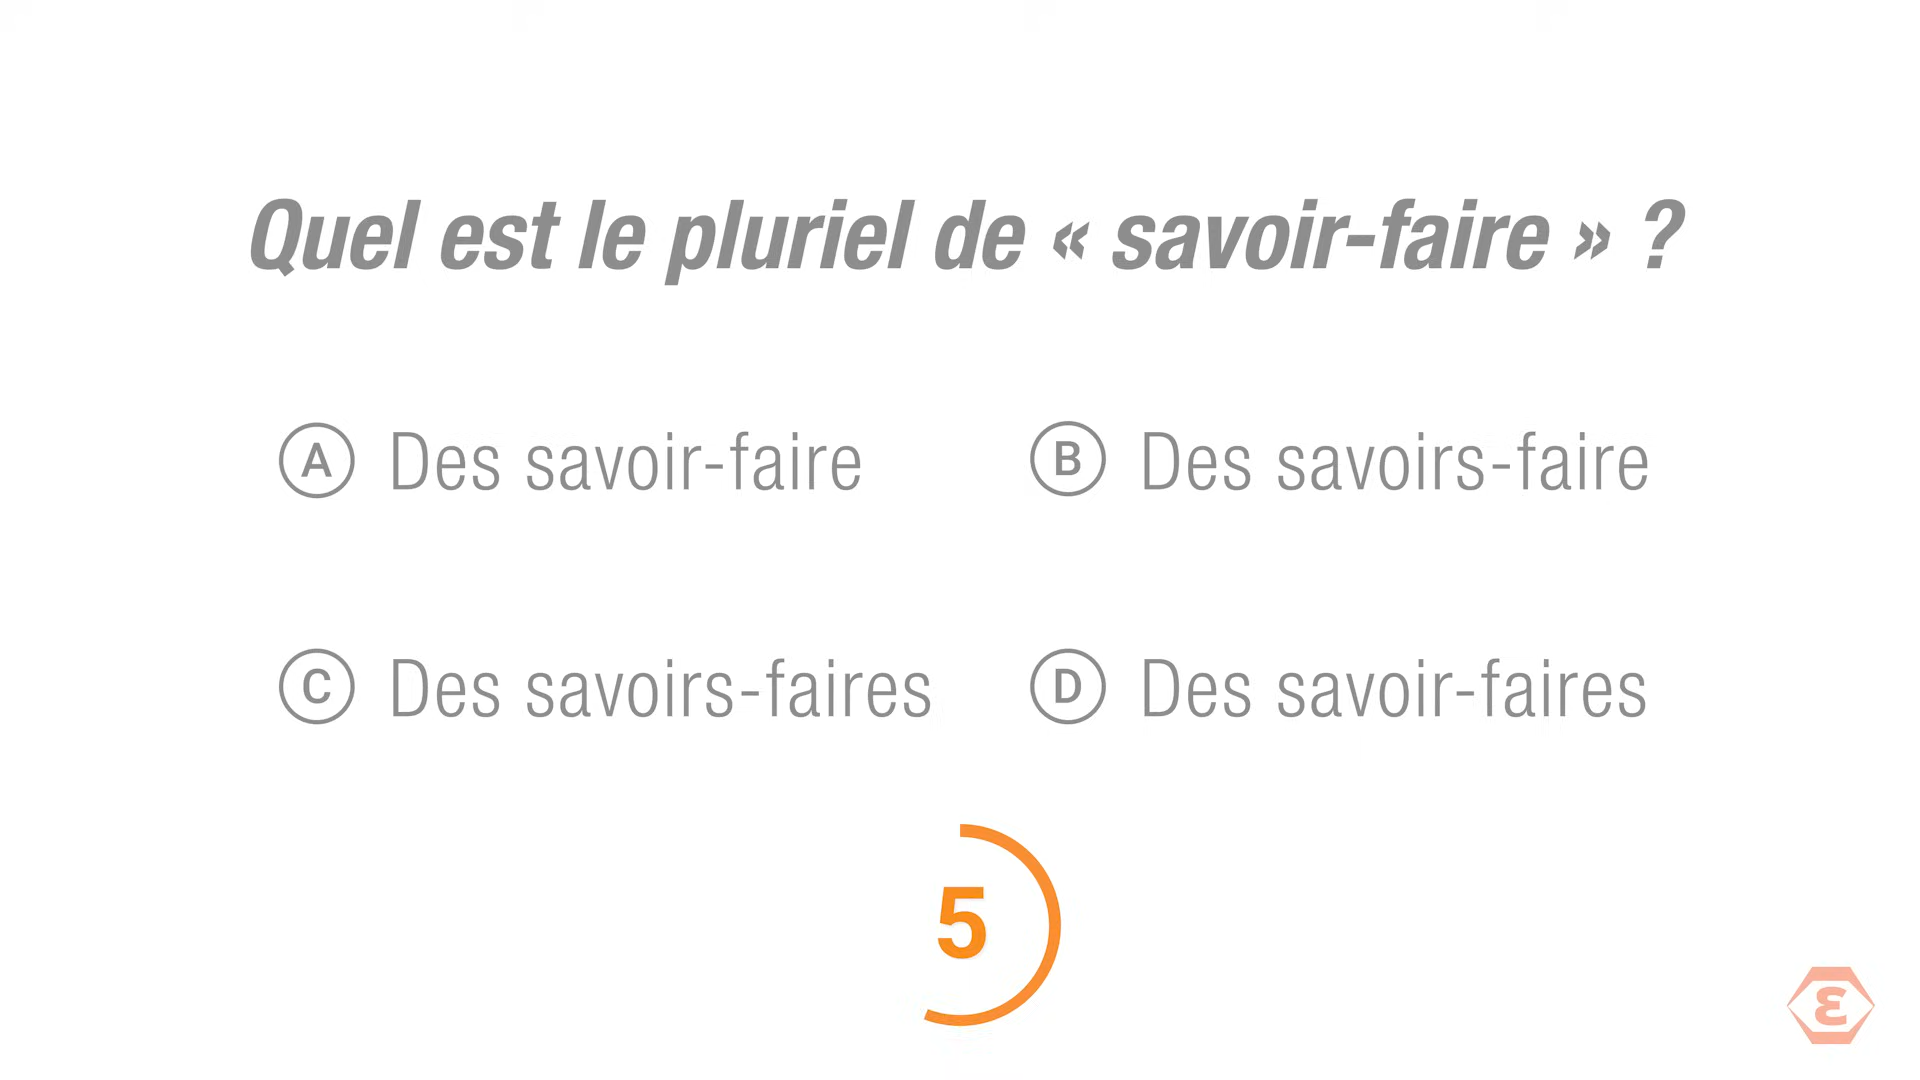 Quel est le pluriel de « savoir-faire » ?
A Des savoir-faire
B Des savoirs-faire
C Des savoirs-faires
D Des savoir-faires
5
ε